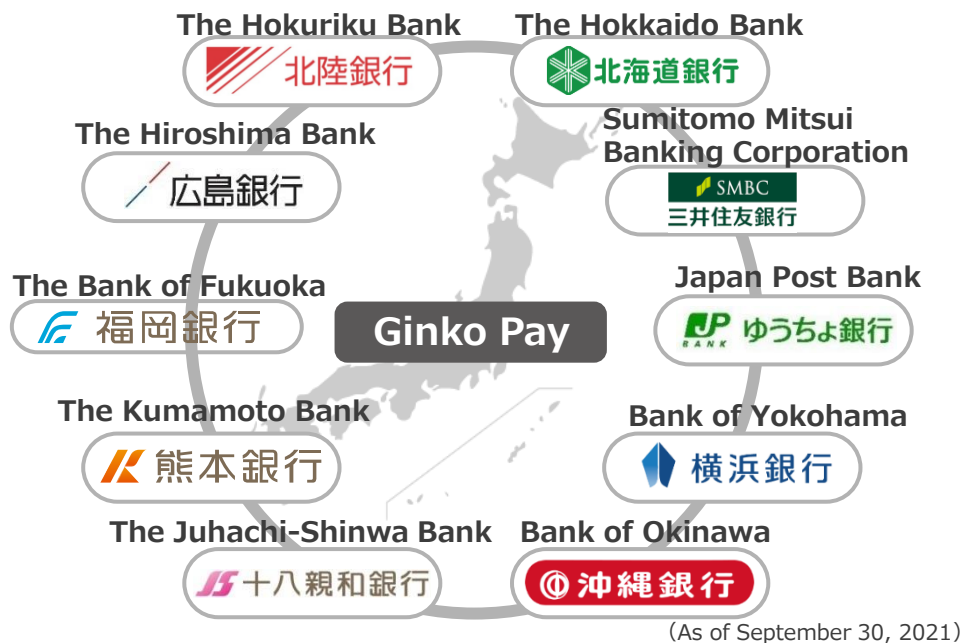 The Hokuriku Bank
北陸銀行
The Hokkaido Bank
北海道銀行
The Hiroshima Bank
広島銀行
Sumitomo Mitsui
Banking Corporation
SMBC
三井住友銀行
The Bank of Fukuoka
福岡銀行
Ginko Pay
Japan Post Bank
JP
BANK
ゆうちょ銀行
The Kumamoto Bank
熊本銀行
Bank of Yokohama
横浜銀行
The Juhachi-Shinwa Bank
十八親和銀行
Bank of Okinawa
沖縄銀行
(As of September 30, 2021)